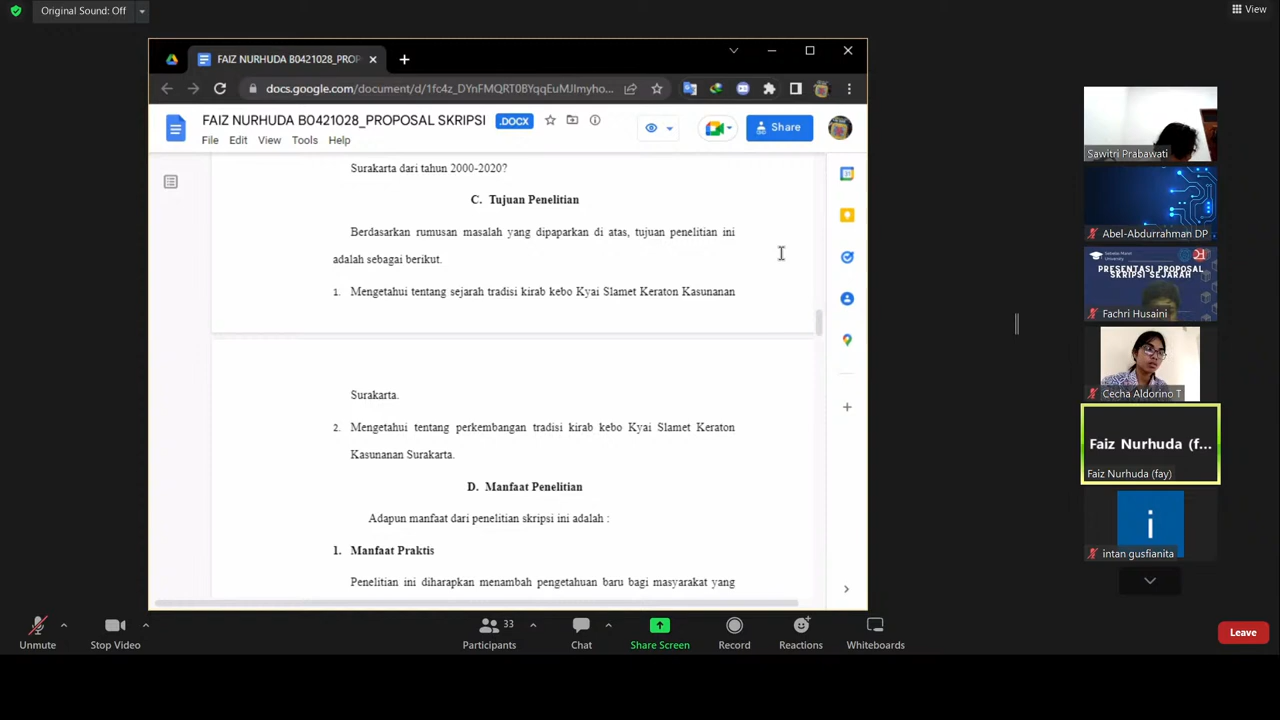 Original Sound: Off
View
FAIZ NURHUDA B0421028_PROP
docs.google.com/document/d/1fc4z_DYnFMQRT0BYqqEuMJImyho...
FAIZ NURHUDA B0421028_PROPOSAL SKRIPSI
.DOCX
Share
File Edit View Tools Help
Surakarta dari tahun 2000-2020?
C. Tujuan Penelitian
Berdasarkan rumusan masalah yang dipaparkan di atas, tujuan penelitian ini
adalah sebagai berikut.
1. Mengetahui tentang sejarah tradisi kirab kebo Kyai Slamet Keraton Kasunanan
Surakarta.
2. Mengetahui tentang perkembangan tradisi kirab kebo Kyai Slamet Keraton
Kasunanan Surakarta.
D. Manfaat Penelitian
Adapun manfaat dari penelitian skripsi ini adalah :
1. Manfaat Praktis
Penelitian ini diharapkan menambah pengetahuan baru bagi masyarakat yang
Sawitri Prabawati
Abel-Abdurrahman DP
PRESENTASI PROPOSAL
SKRIPSI SEJARAH
Fachri Husaini
Cecha Aldorino T
Faiz Nurhuda (f...
Faiz Nurhuda (fay)
i
intan gusfianita
Unmute
Stop Video
33
Participants
Chat
Share Screen
Record
Reactions
Whiteboards
Leave